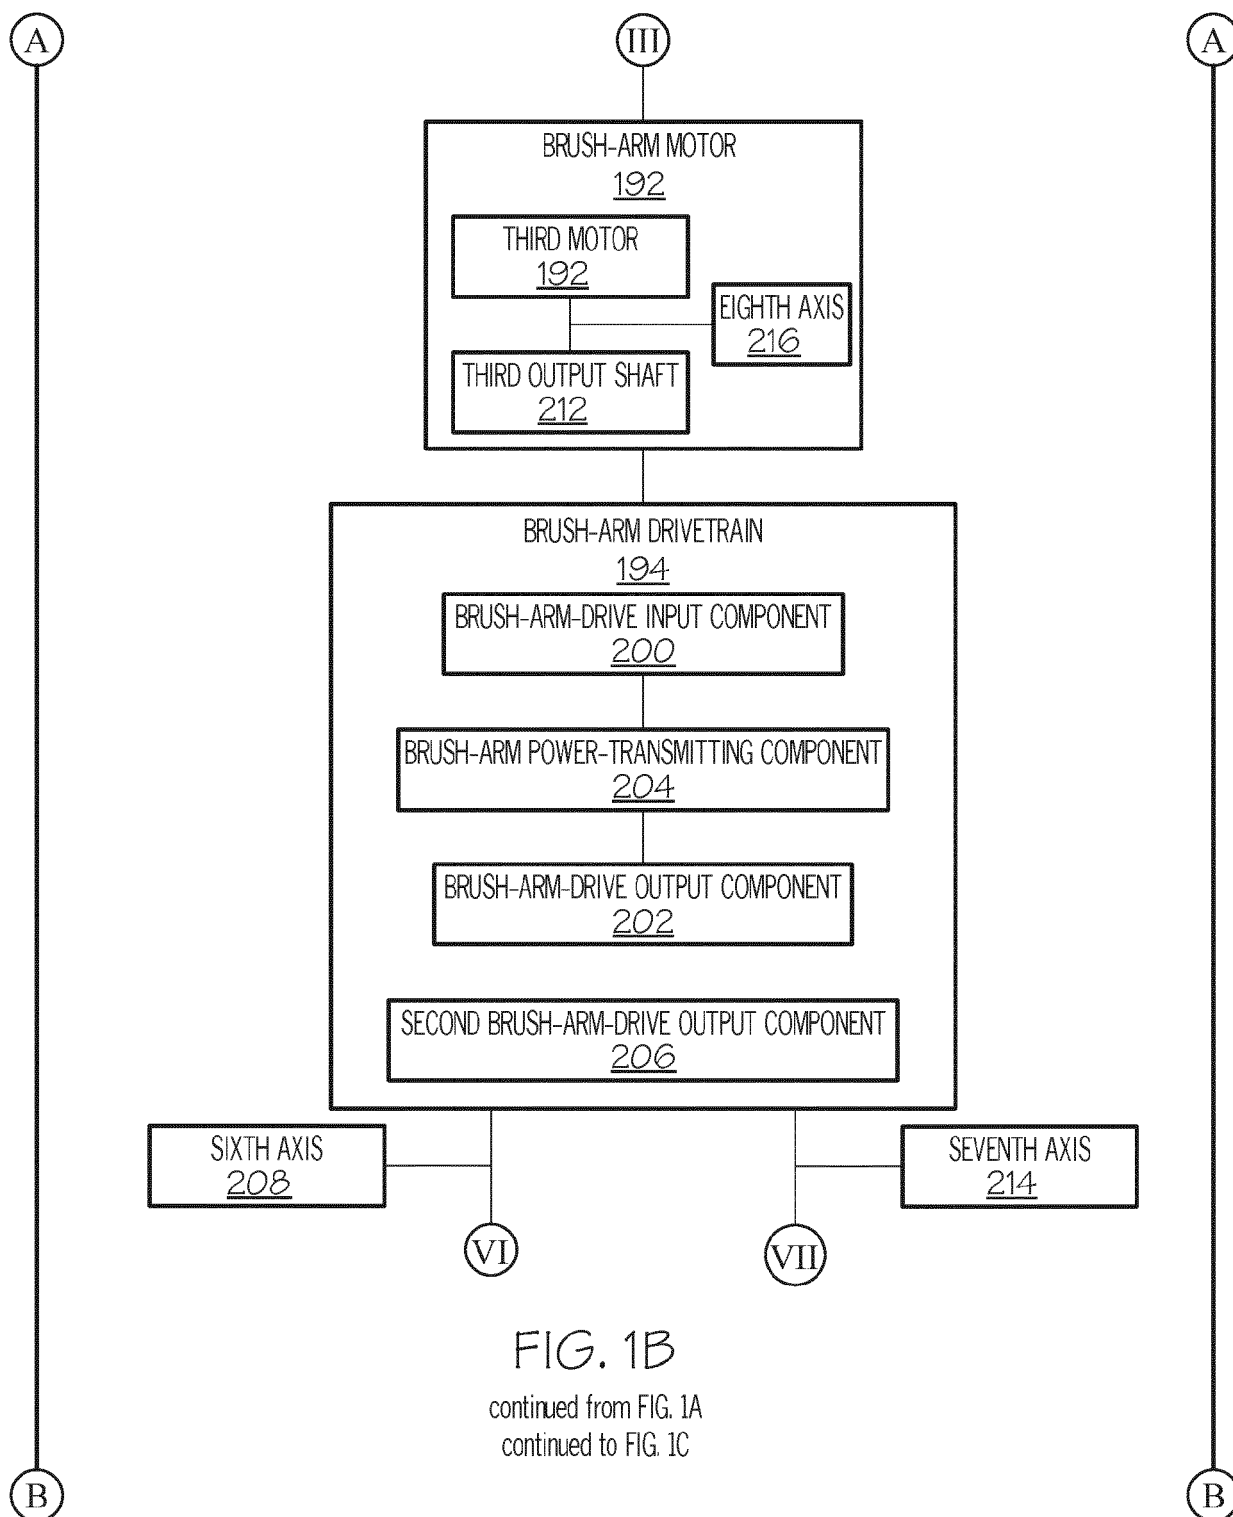 A
III
A
BRUSH-ARM MOTOR
192
THIRD MOTOR
192
EIGHTH AXIS
216
THIRD OUTPUT SHAFT
212
BRUSH-ARM DRIVETRAIN
194
BRUSH-ARM-DRIVE INPUT COMPONENT
200
BRUSH-ARM POWER-TRANSMITTING COMPONENT
204
BRUSH-ARM-DRIVE OUTPUT COMPONENT
202
SECOND BRUSH-ARM-DRIVE OUTPUT COMPONENT
206
SIXTH AXIS
208
SEVENTH AXIS
214
VI
VII
FIG. 1B
continued from FIG. 1A
continued to FIG. 1C
B
B